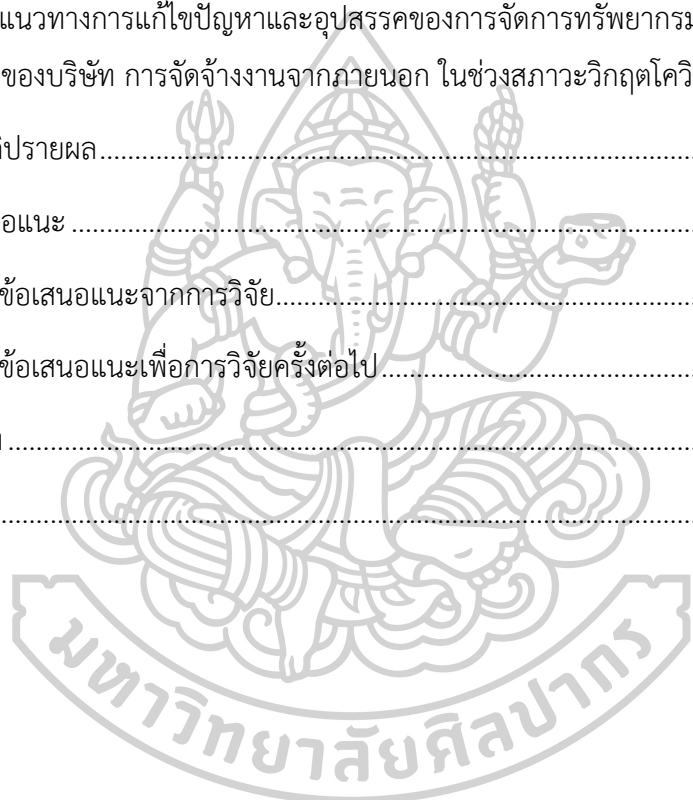 แนวทางการแก้ไขปัญหาและอุปสรรคของการจัดการทรัพยากรม
ของบริษัท การจัดจ้างงานจากภายนอก ในช่วงสภาวะวิกฤตโควิ
ปรายผล........................................................................
อแนะ ........................................................................
ข้อเสนอแนะจากการวิจัย........................................................................
ข้อเสนอแนะเพื่อการวิจัยครั้งต่อไป........................................................................
มหาวิทยาลัยศิลปากร